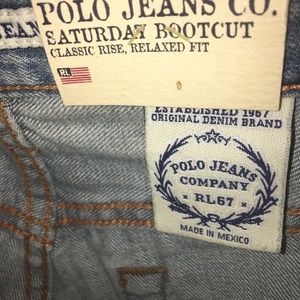 POLO JEANS CO.
SATURDAY BOOTCUT
CLASSIC RISE, RELAXED FIT
RL
JEAN
ESTABLISHED 1967
ORIGINAL DENIM BRAND
POLO JEANS
COMPANY
★ RL67 ★
MADE IN MEXICO